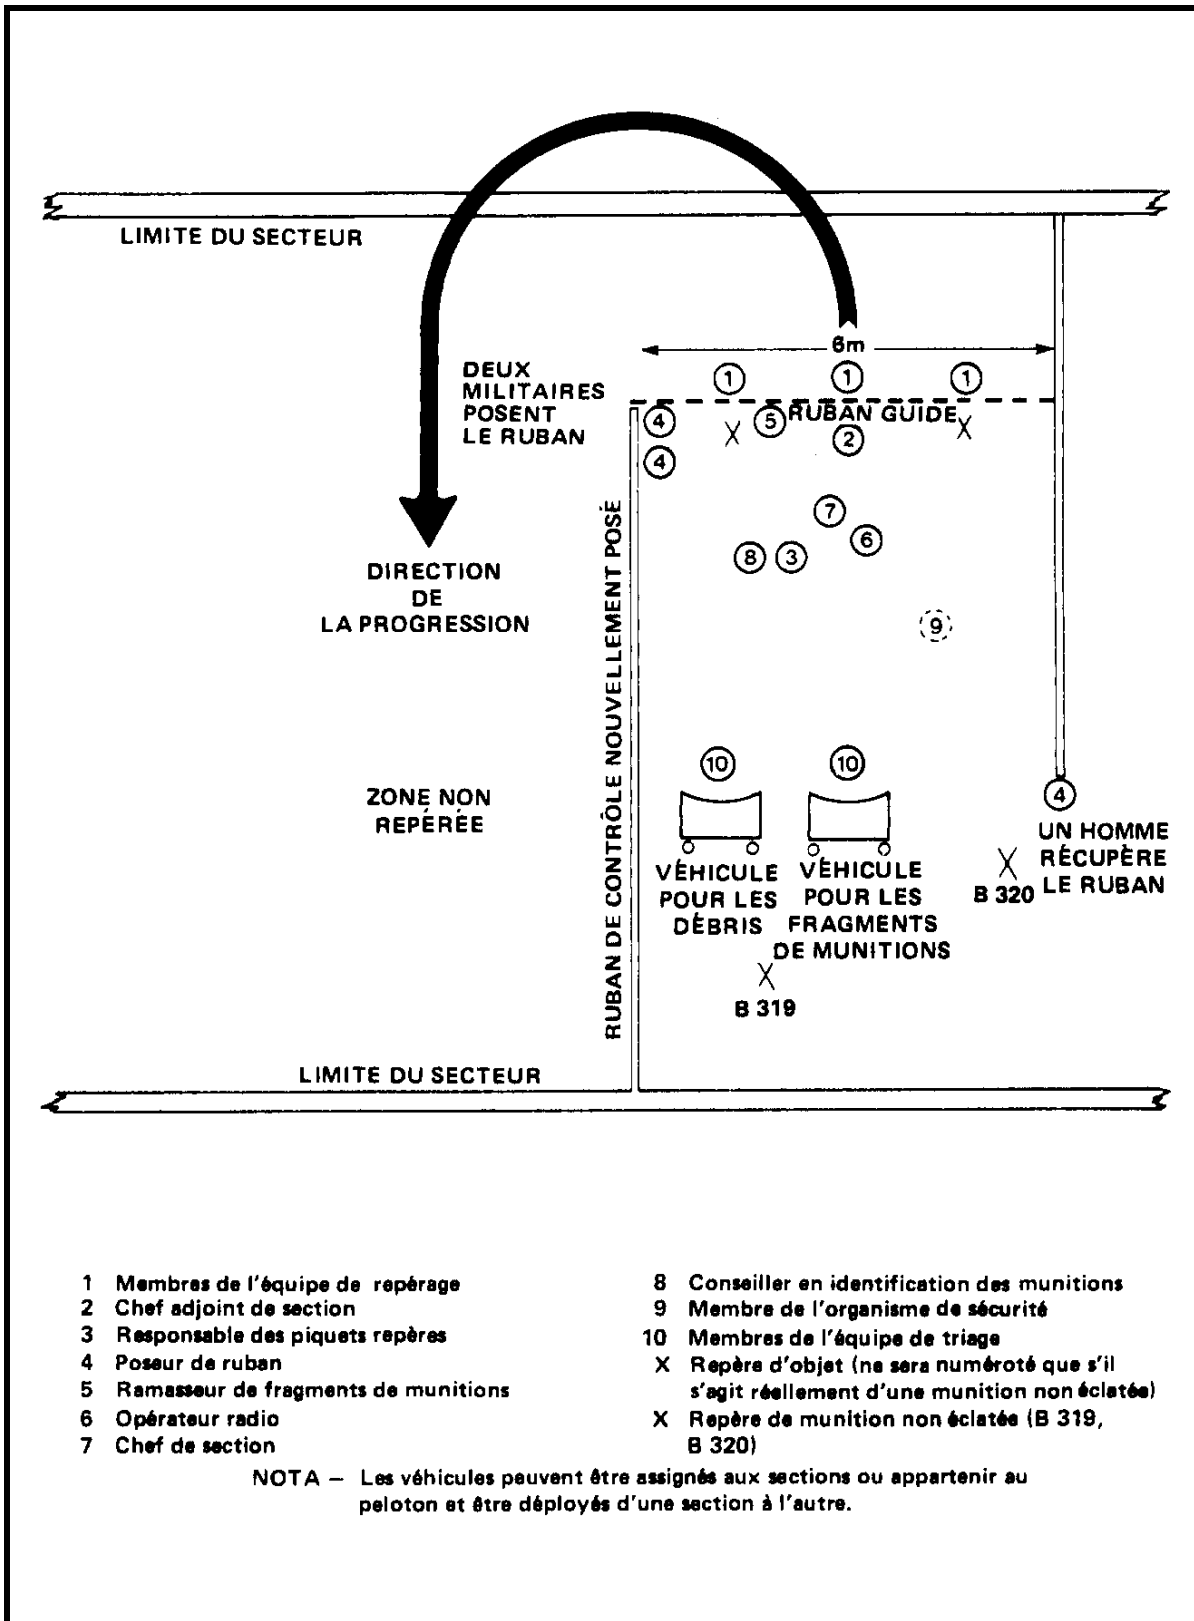 LIMITE DU SECTEUR
6m
DEUX
MILITAIRES
POSENT
LE RUBAN
1
1
1
RUBAN GUIDE
4
5
X
2
X
4
7
8
3
6
DIRECTION
DE
LA PROGRESSION
9
RUBAN DE CONTRÔLE NOUVELLEMENT POSÉ
ZONE NON
REPÉRÉE
10
10
4
VÉHICULE
POUR LES
DÉBRIS
VÉHICULE
POUR LES
FRAGMENTS
DE MUNITIONS
X
B 320
UN HOMME
RÉCUPÈRE
LE RUBAN
X
B 319
LIMITE DU SECTEUR
1 Membres de l'équipe de repérage
2 Chef adjoint de section
3 Responsable des piquets repères
4 Poseur de ruban
5 Ramasseur de fragments de munitions
6 Opérateur radio
7 Chef de section
8 Conseiller en identification des munitions
9 Membre de l'organisme de sécurité
10 Membres de l'équipe de triage
X Repère d'objet (ne sera numéroté que s'il
s'agit réellement d'une munition non éclatée)
X Repère de munition non éclatée (B 319,
B 320)
NOTA – Les véhicules peuvent être assignés aux sections ou appartenir au
peloton et être déployés d'une section à l'autre.